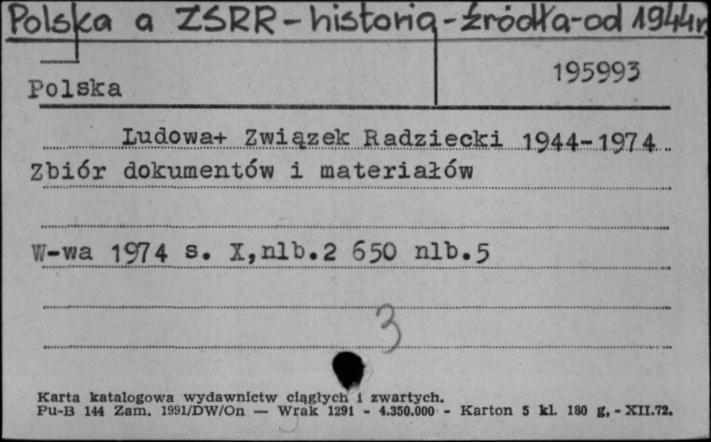 Polska a ZSRR-historia-źródła-od 1944r
195993
Polska
Ludowa+ Związek Radziecki 1944-1974
Zbiór dokumentów i materiałów
W-wa 1974 s. X,nlb.2 650 nlb.5
3
Karta katalogowa wydawnictw ciągłych i zwartych.
Pu-B 144 Zam. 1991/DW/On — Wrak 1291 - 4.350.000 - Karton 5 kl. 180 g, - XII.72.